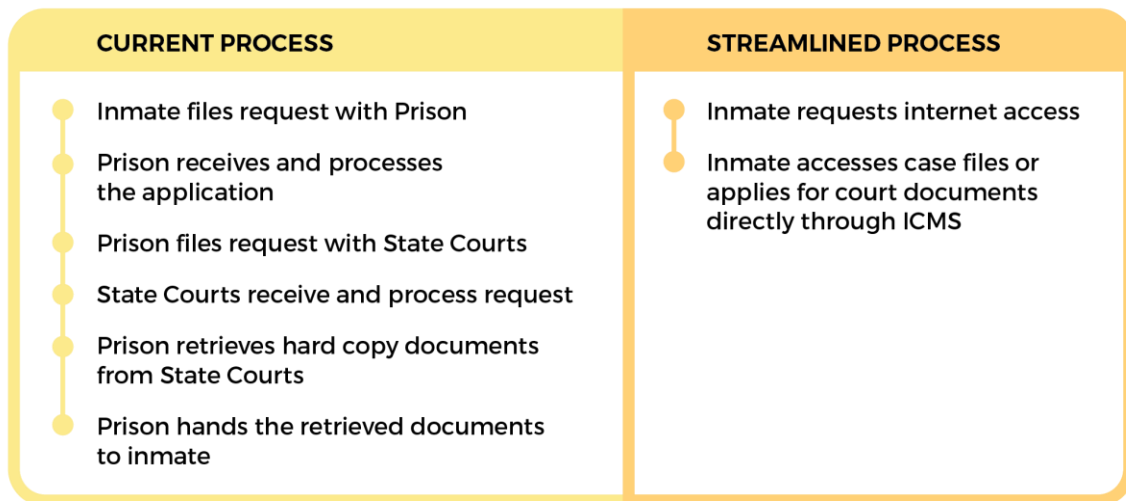 CURRENT PROCESS
Inmate files request with Prison
Prison receives and processes
the application
Prison files request with State Courts
State Courts receive and process request
Prison retrieves hard copy documents
from State Courts
Prison hands the retrieved documents
to inmate
STREAMLINED PROCESS
Inmate requests internet access
Inmate accesses case files or
applies for court documents
directly through ICMS